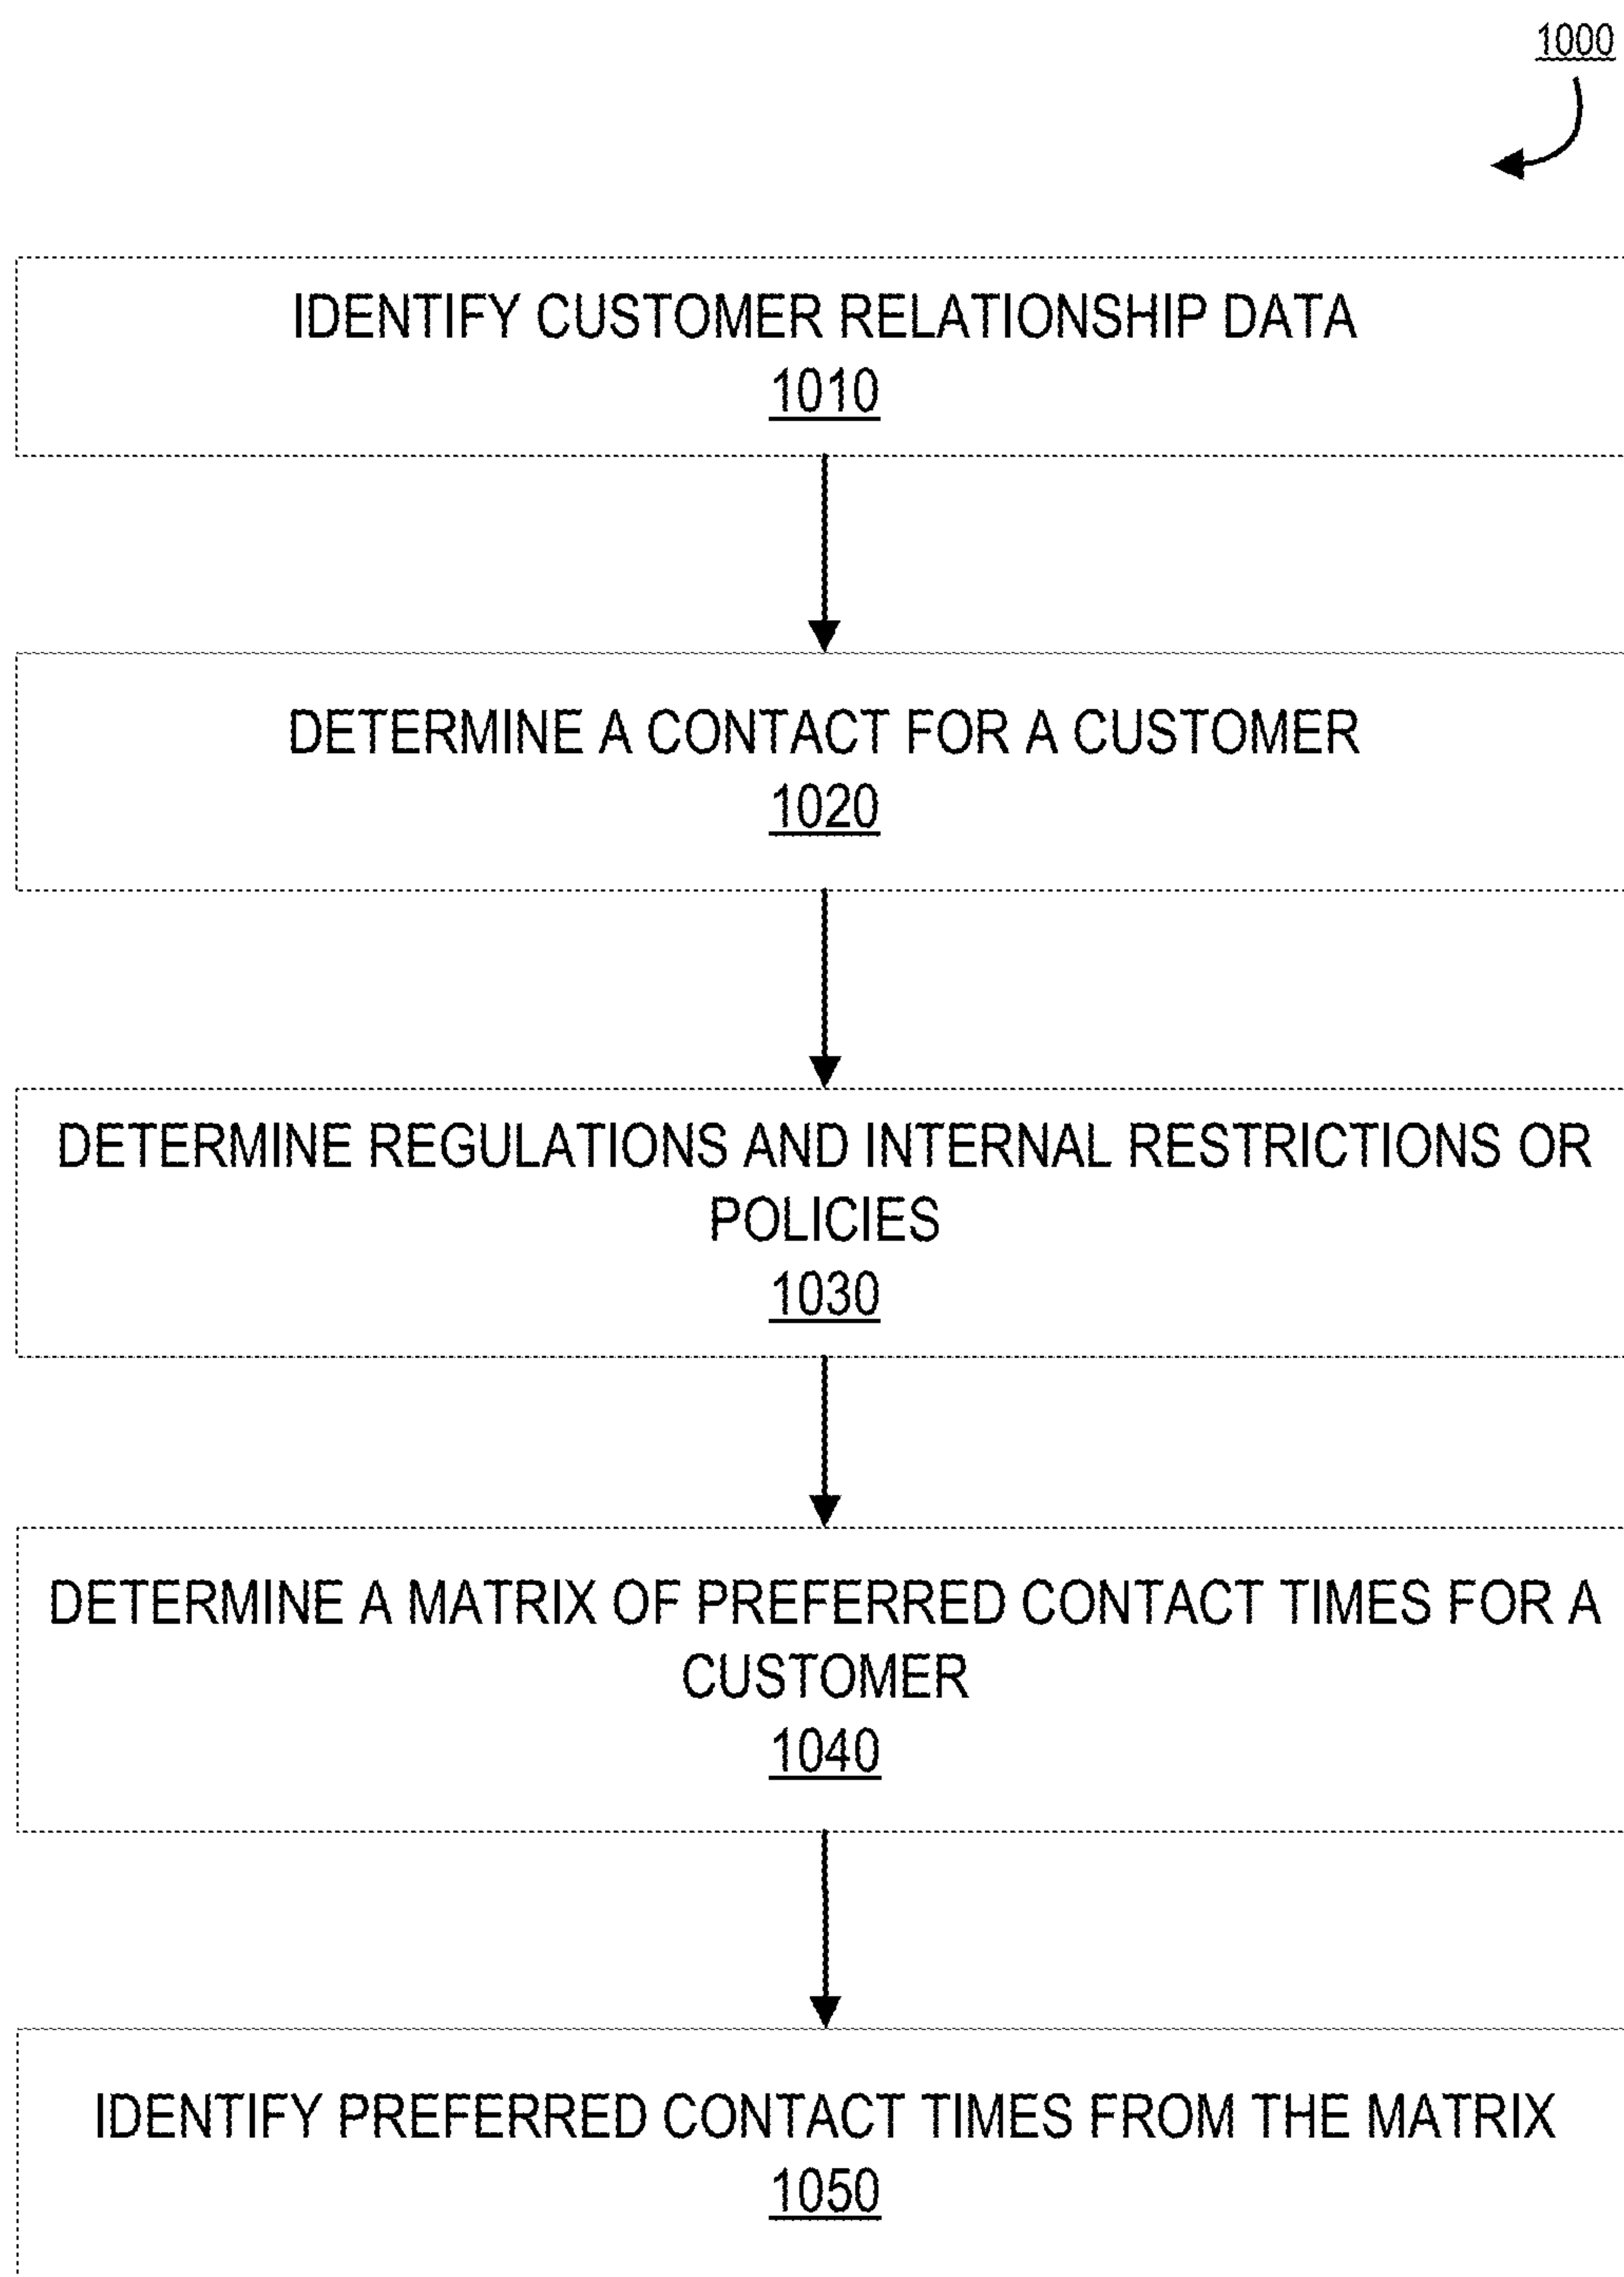 1000
IDENTIFY CUSTOMER RELATIONSHIP DATA
1010
DETERMINE A CONTACT FOR A CUSTOMER
1020
DETERMINE REGULATIONS AND INTERNAL RESTRICTIONS OR
POLICIES
1030
DETERMINE A MATRIX OF PREFERRED CONTACT TIMES FOR A
CUSTOMER
1040
IDENTIFY PREFERRED CONTACT TIMES FROM THE MATRIX
1050